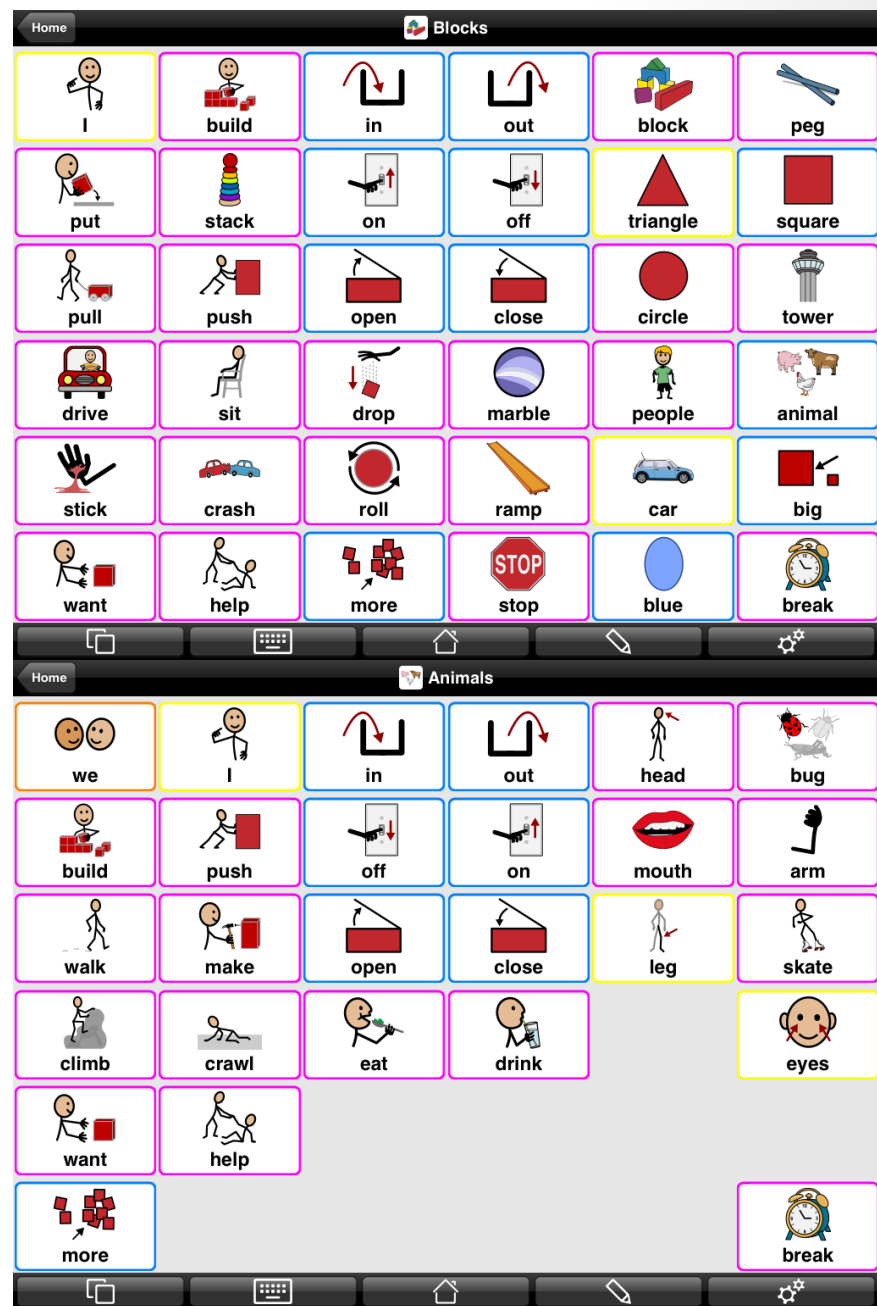 Home Blocks
I build in out block peg
put stack on off triangle square
pull push open close circle tower
drive sit drop marble people animal
stick crash roll ramp car big
STOP
want help more stop blue break
Home Animals
we I in out head bug
build push off on mouth arm
walk make open close leg skate
climb crawl eat drink eyes
want help
more break